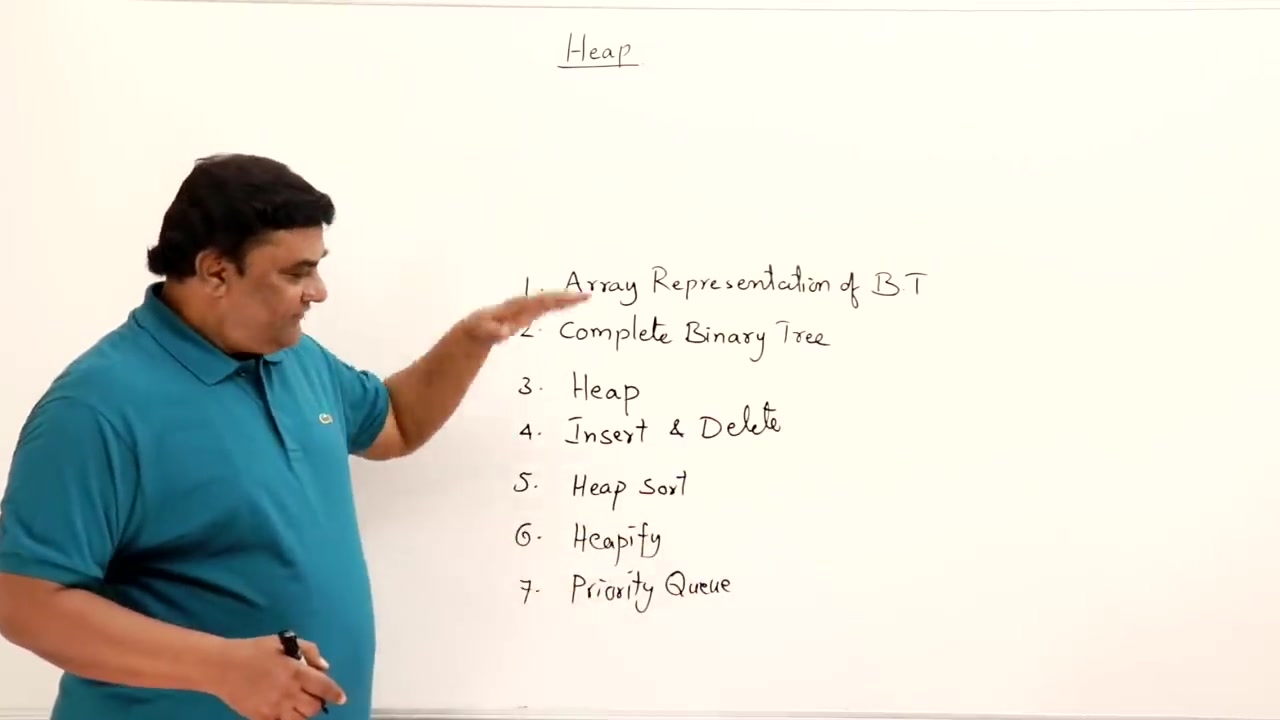 Heap
1. Array Representation of B.T
2. Complete Binary Tree
3. Heap
4. Insert & Delete
5. Heap Sort
6. Heapify
7. Priority Queue